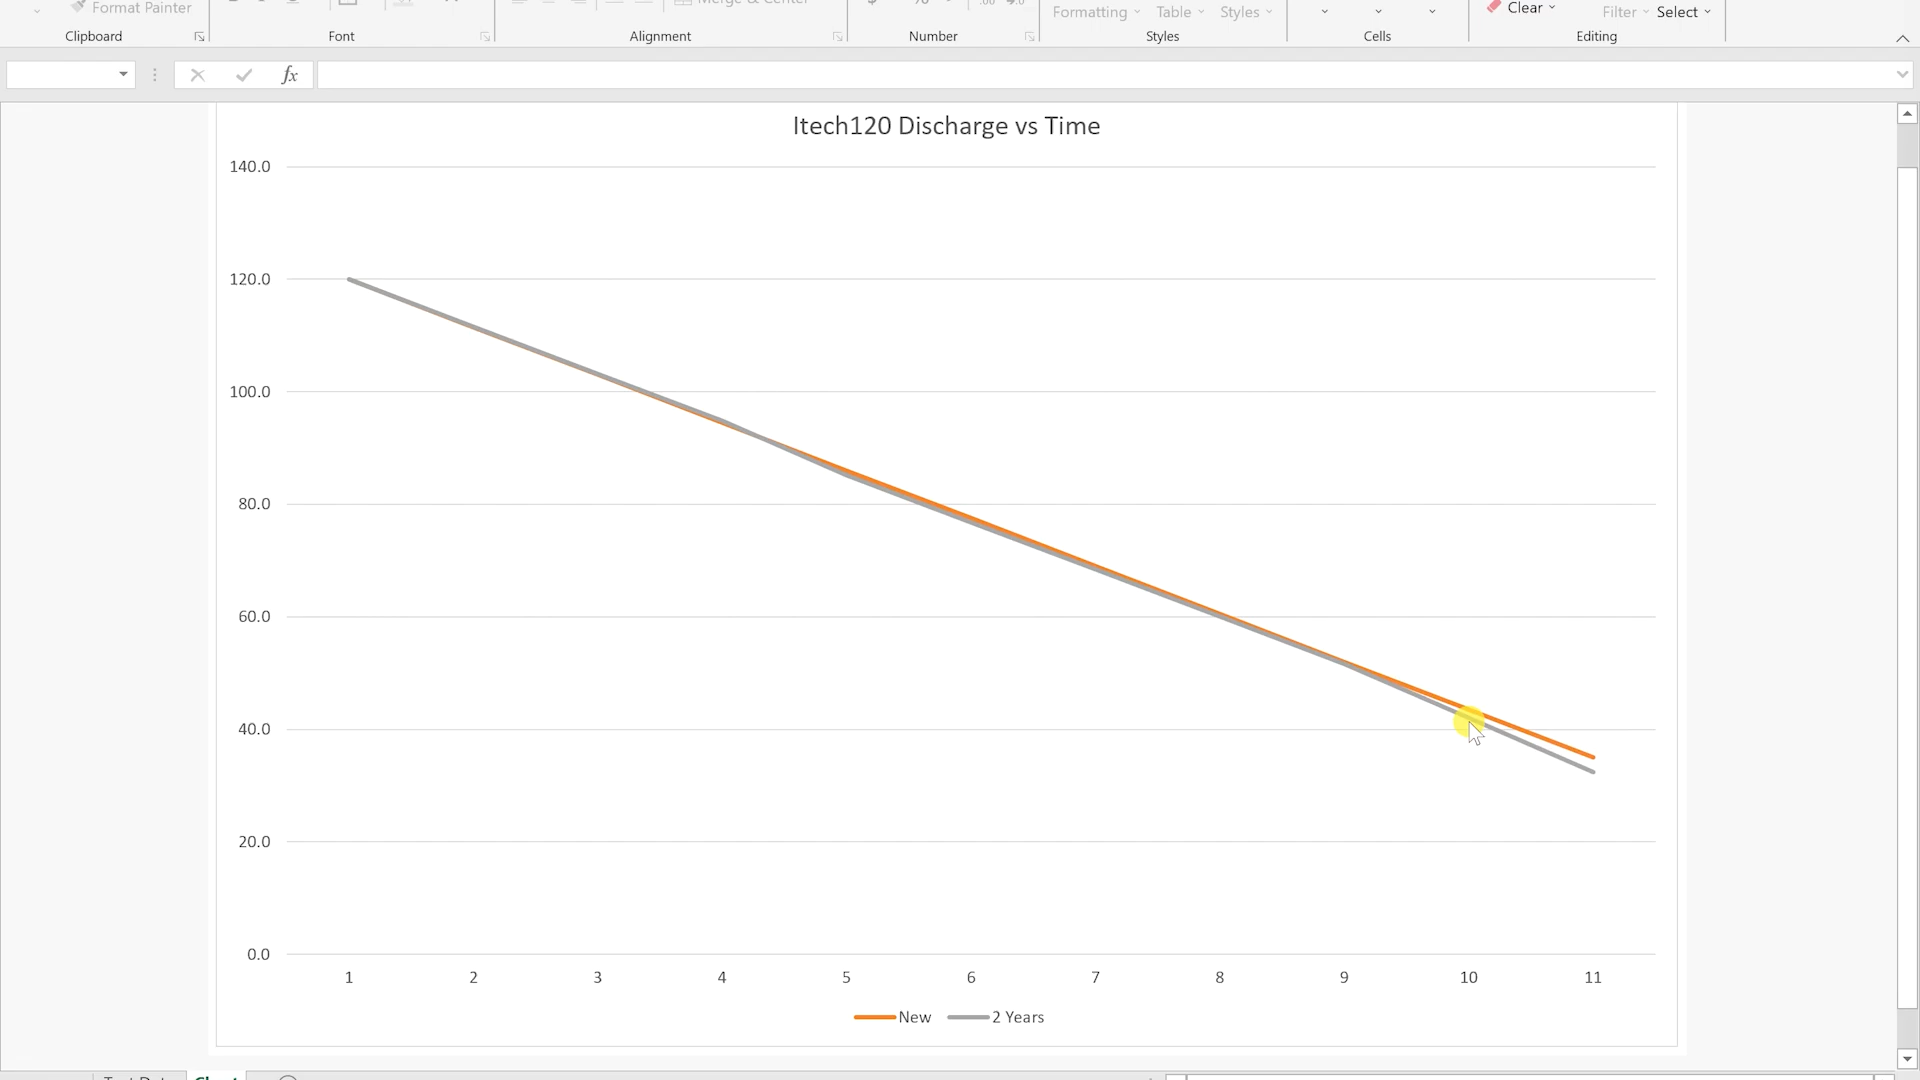 Format Painter
Merge & Center
Formatting Table Styles
Clear
Filter Select
Clipboard Font Alignment Number Styles Cells Editing
fx
Itech120 Discharge vs Time
140.0
120.0
100.0
80.0
60.0
40.0
20.0
0.0
1 2 3 4 5 6 7 8 9 10 11
New 2 Years